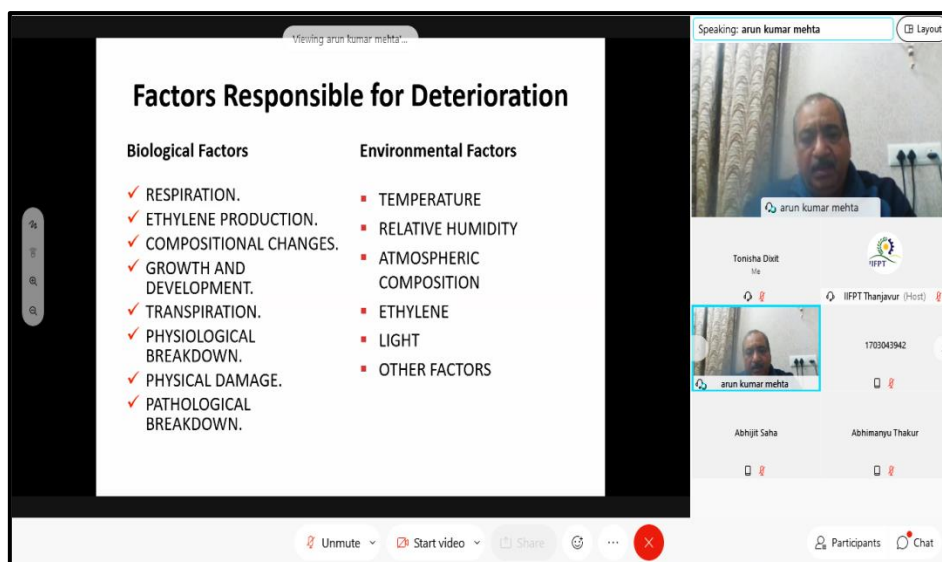 Viewing arun kumar mehta'...
Speaking: arun kumar mehta
Layout
Factors Responsible for Deterioration
Biological Factors
✓ RESPIRATION.
✓ ETHYLENE PRODUCTION.
✓ COMPOSITIONAL CHANGES.
✓ GROWTH AND
DEVELOPMENT.
✓ TRANSPIRATION.
✓ PHYSIOLOGICAL
BREAKDOWN.
✓ PHYSICAL DAMAGE.
✓ PATHOLOGICAL
BREAKDOWN.
Environmental Factors
▪ TEMPERATURE
▪ RELATIVE HUMIDITY
▪ ATMOSPHERIC
COMPOSITION
▪ ETHYLENE
▪ LIGHT
▪ OTHER FACTORS
arun kumar mehta
Tonisha Dixit
Me
IIFPT
IIFPT Thanjavur (Host)
arun kumar mehta
1703043942
Abhijit Saha
Abhimanyu Thakur
Unmute
Start video
Share
Participants
Chat